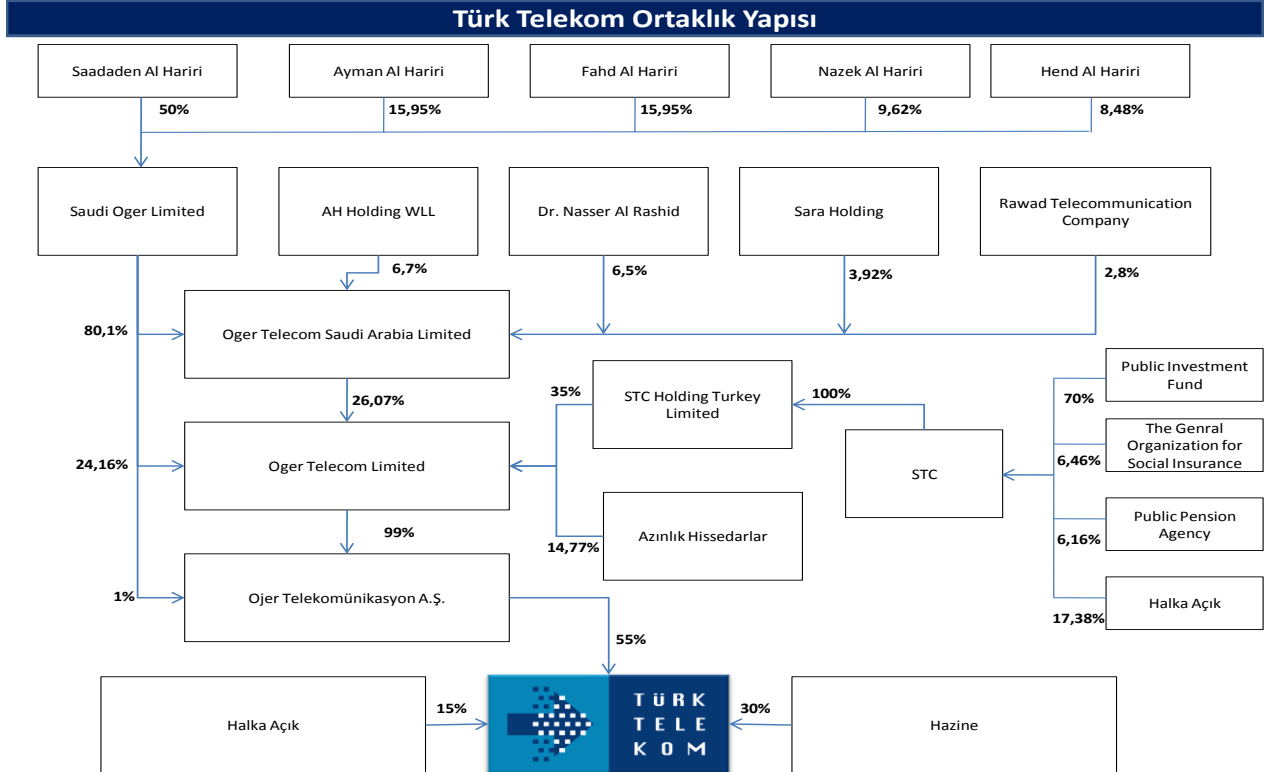 Türk Telekom Ortaklık Yapısı
Saadaden Al Hariri
Ayman Al Hariri
Fahd Al Hariri
Nazek Al Hariri
Hend Al Hariri
50%
15,95%
15,95%
9,62%
8,48%
Saudi Oger Limited
AH Holding WLL
Dr. Nasser Al Rashid
Sara Holding
Rawad Telecommunication
Company
6,7%
6,5%
3,92%
2,8%
80,1%
Oger Telecom Saudi Arabia Limited
26,07%
35%
STC Holding Turkey
Limited
100%
Public Investment
Fund
70%
The Genral
Organization for
Social Insurance
6,46%
24,16%
Oger Telecom Limited
STC
99%
14,77%
Azınlık Hissedarlar
Public Pension
Agency
6,16%
1%
Ojer Telekomünikasyon A.Ş.
Halka Açık
17,38%
55%
Halka Açık
15%
TÜRK
TELE
KOM
30%
Hazine